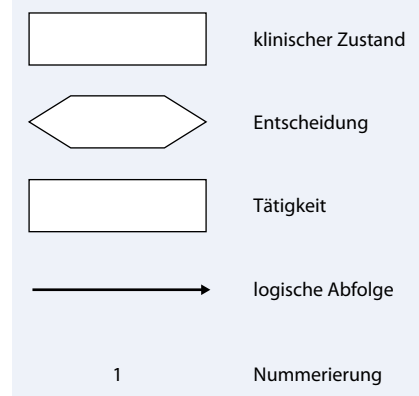 klinischer Zustand
Entscheidung
Tätigkeit
logische Abfolge
1 Nummerierung